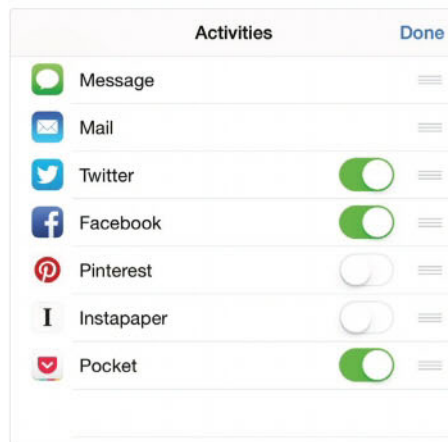 Activities Done
Message
Mail
Twitter
Facebook
Pinterest
Instapaper
Pocket